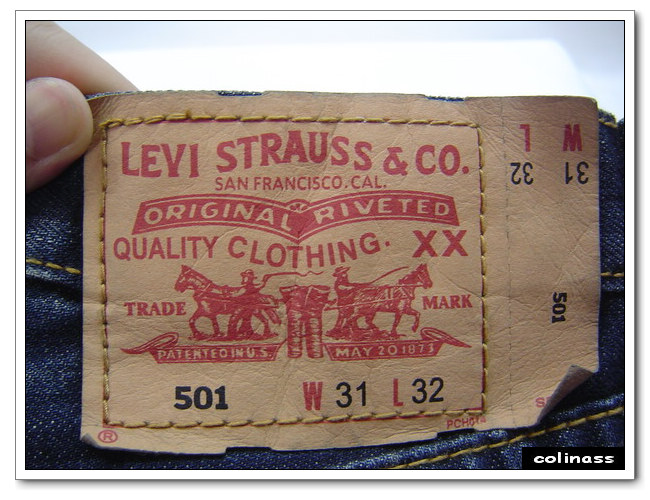 LEVI STRAUSS & CO.
SAN FRANCISCO. CAL.
ORIGINAL RIVETED
QUALITY CLOTHING. XX
TRADE MARK
PATENTED IN U.S. MAY 20 1873
501 W 31 L 32
®
W L
31 32
501
colinass